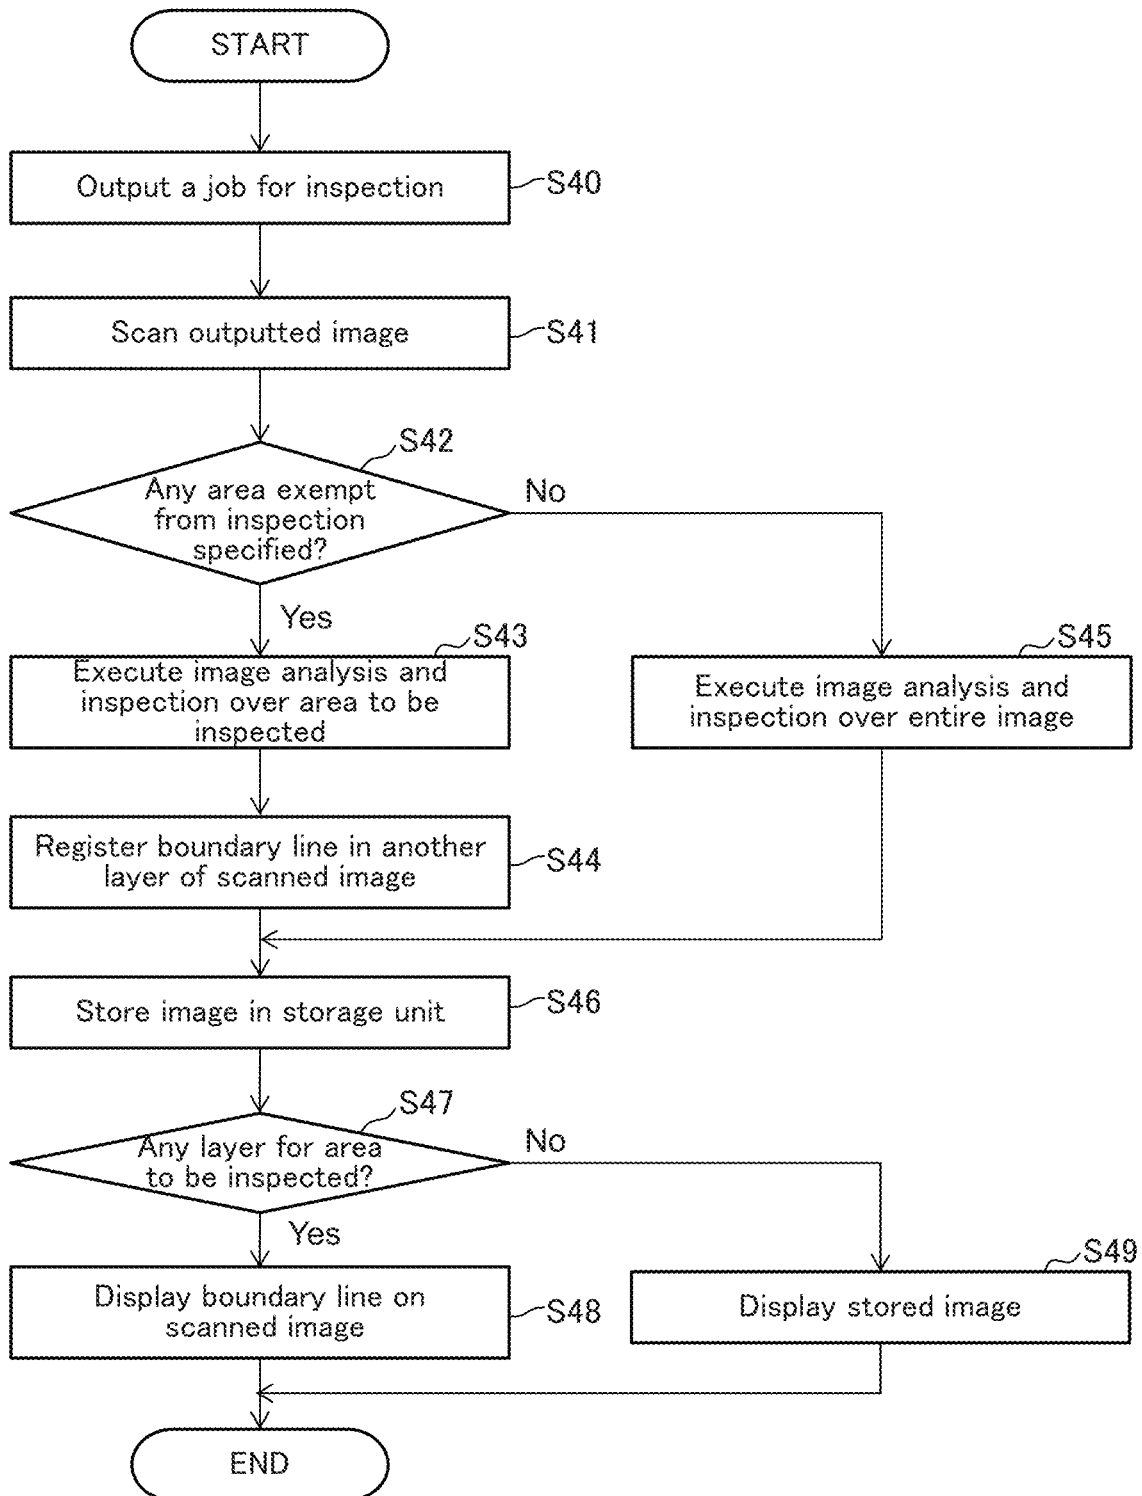 START
Output a job for inspection
S40
Scan outputted image
S41
S42
Any area exempt
from inspection
specified?
No
Yes
S43
Execute image analysis and
inspection over area to be
inspected
S45
Execute image analysis and
inspection over entire image
Register boundary line in another
layer of scanned image
S44
Store image in storage unit
S46
S47
Any layer for area
to be inspected?
No
Yes
Display boundary line on
scanned image
S48
S49
Display stored image
END